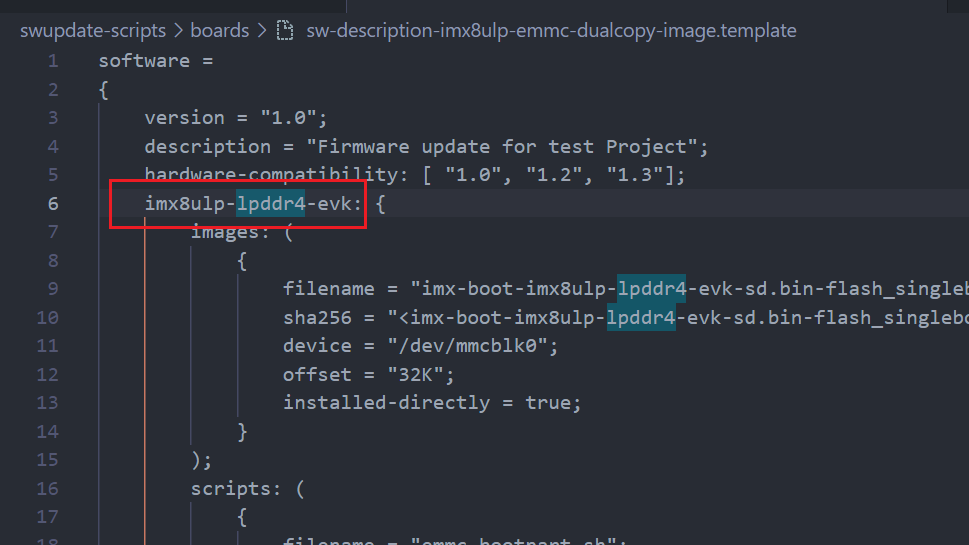 swupdate-scripts > boards > sw-description-imx8ulp-emmc-dualcopy-image.template
1 software =
2 {
3 version = "1.0";
4 description = "Firmware update for test Project";
5 hardware-compatibility: [ "1.0", "1.2", "1.3"];
6 imx8ulp-lpddr4-evk: {
7 images: (
8 {
9 filename = "imx-boot-imx8ulp-lpddr4-evk-sd.bin-flash_singleb
10 sha256 = "<imx-boot-imx8ulp-lpddr4-evk-sd.bin-flash_singlebo
11 device = "/dev/mmcblk0";
12 offset = "32K";
13 installed-directly = true;
14 }
15 );
16 scripts: (
17 {
18 filename = "emmc_bootpart.sh";